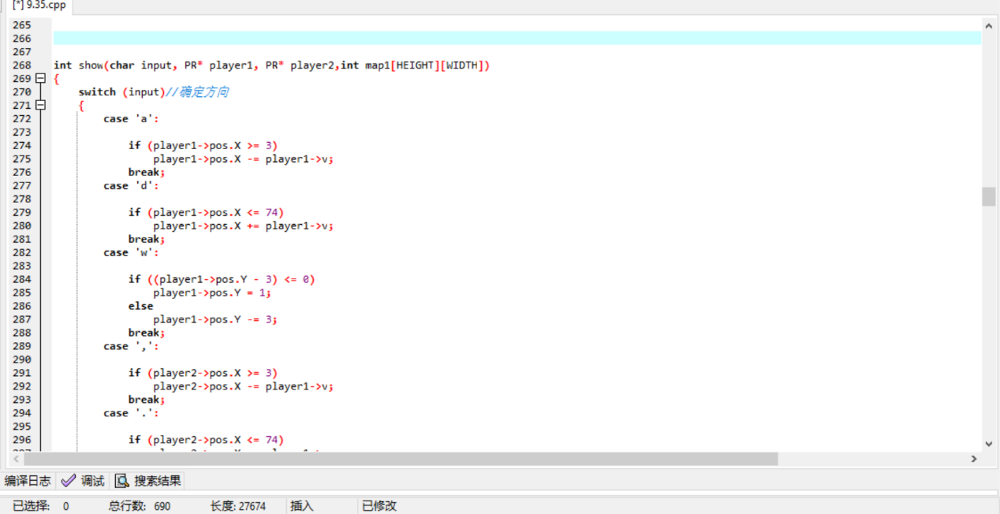 [*] 9.35.cpp
265
266
267
268 int show(char input, PR* player1, PR* player2,int map1[HEIGHT][WIDTH])
269 {
270 switch (input)//确定方向
271 {
272 case 'a':
273
274 if (player1->pos.X >= 3)
275 player1->pos.X -= player1->v;
276 break;
277 case 'd':
278
279 if (player1->pos.X <= 74)
280 player1->pos.X += player1->v;
281 break;
282 case 'w':
283
284 if ((player1->pos.Y - 3) <= 0)
285 player1->pos.Y = 1;
286 else
287 player1->pos.Y -= 3;
288 break;
289 case ',':
290
291 if (player2->pos.X >= 3)
292 player2->pos.X -= player1->v;
293 break;
294 case '.':
295
296 if (player2->pos.X <= 74)
编译日志 调试 搜索结果
已选择: 0 总行数: 690 长度: 27674 插入 已修改